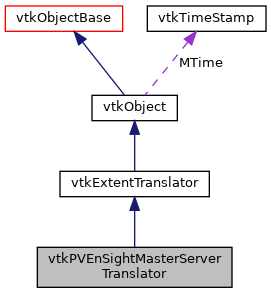 vtkObjectBase
vtkTimeStamp
MTime
vtkObject
vtkExtentTranslator
vtkPVEnSightMasterServer
Translator